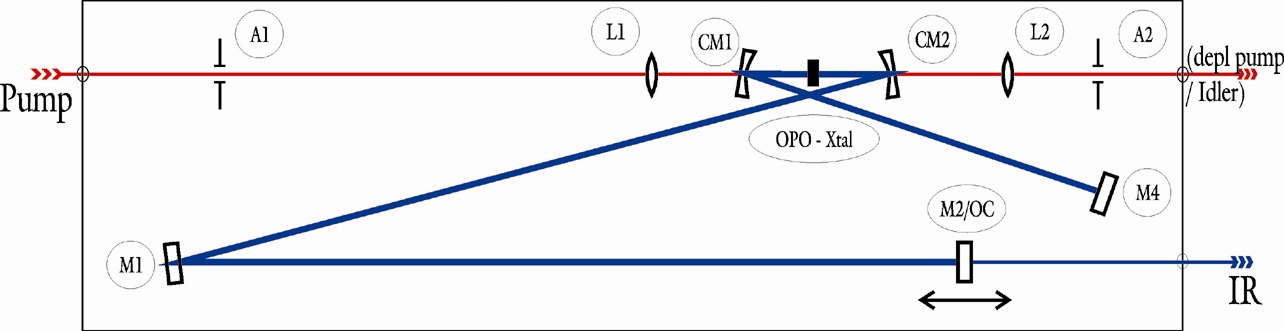 A1
L1
CM1
CM2
L2
A2
Pump
(depl pump
/ Idler)
OPO - Xtal
M4
M2/OC
M1
IR